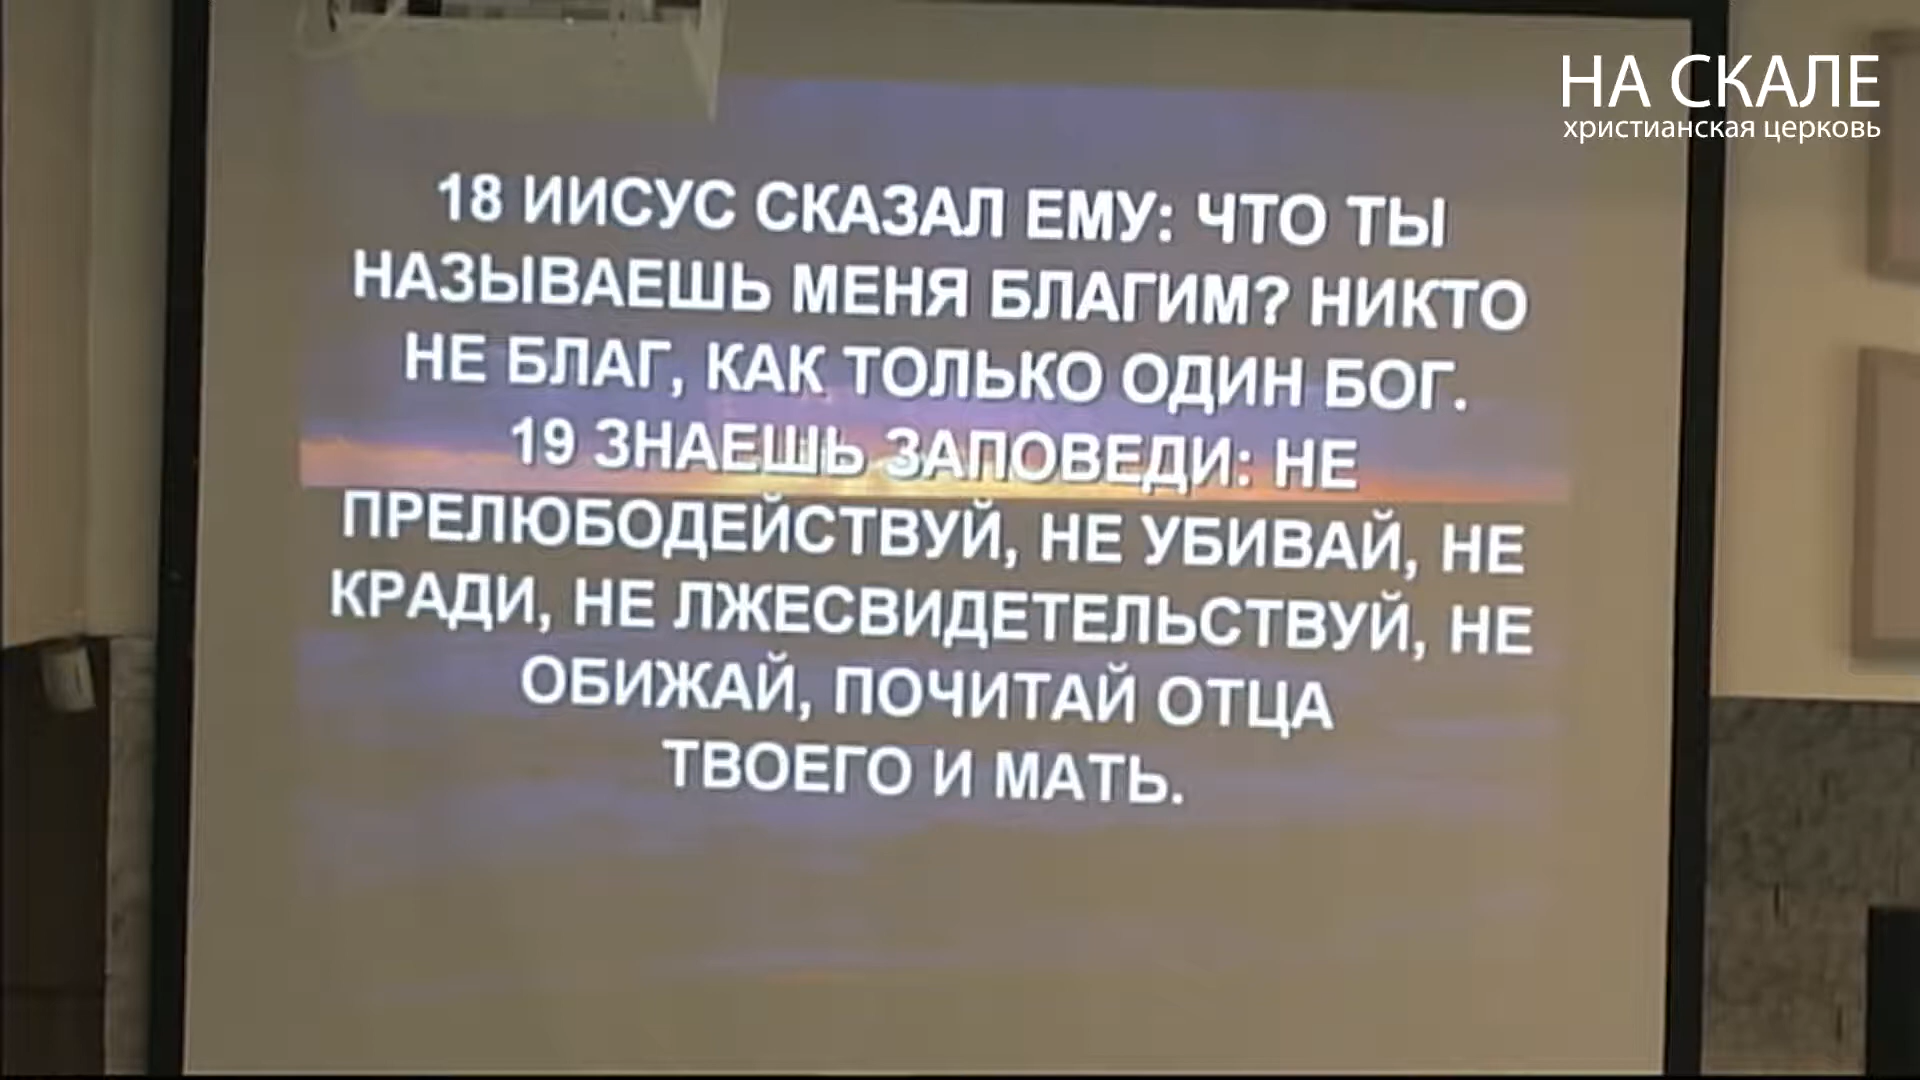 НА СКАЛЕ
христианская церковь
18 ИИСУС СКАЗАЛ ЕМУ: ЧТО ТЫ
НАЗЫВАЕШЬ МЕНЯ БЛАГИМ? НИКТО
НЕ БЛАГ, КАК ТОЛЬКО ОДИН БОГ.
19 ЗНАЕШЬ ЗАПОВЕДИ: НЕ
ПРЕЛЮБОДЕЙСТВУЙ, НЕ УБИВАЙ, НЕ
КРАДИ, НЕ ЛЖЕСВИДЕТЕЛЬСТВУЙ, НЕ
ОБИЖАЙ, ПОЧИТАЙ ОТЦА
ТВОЕГО И МАТЬ.